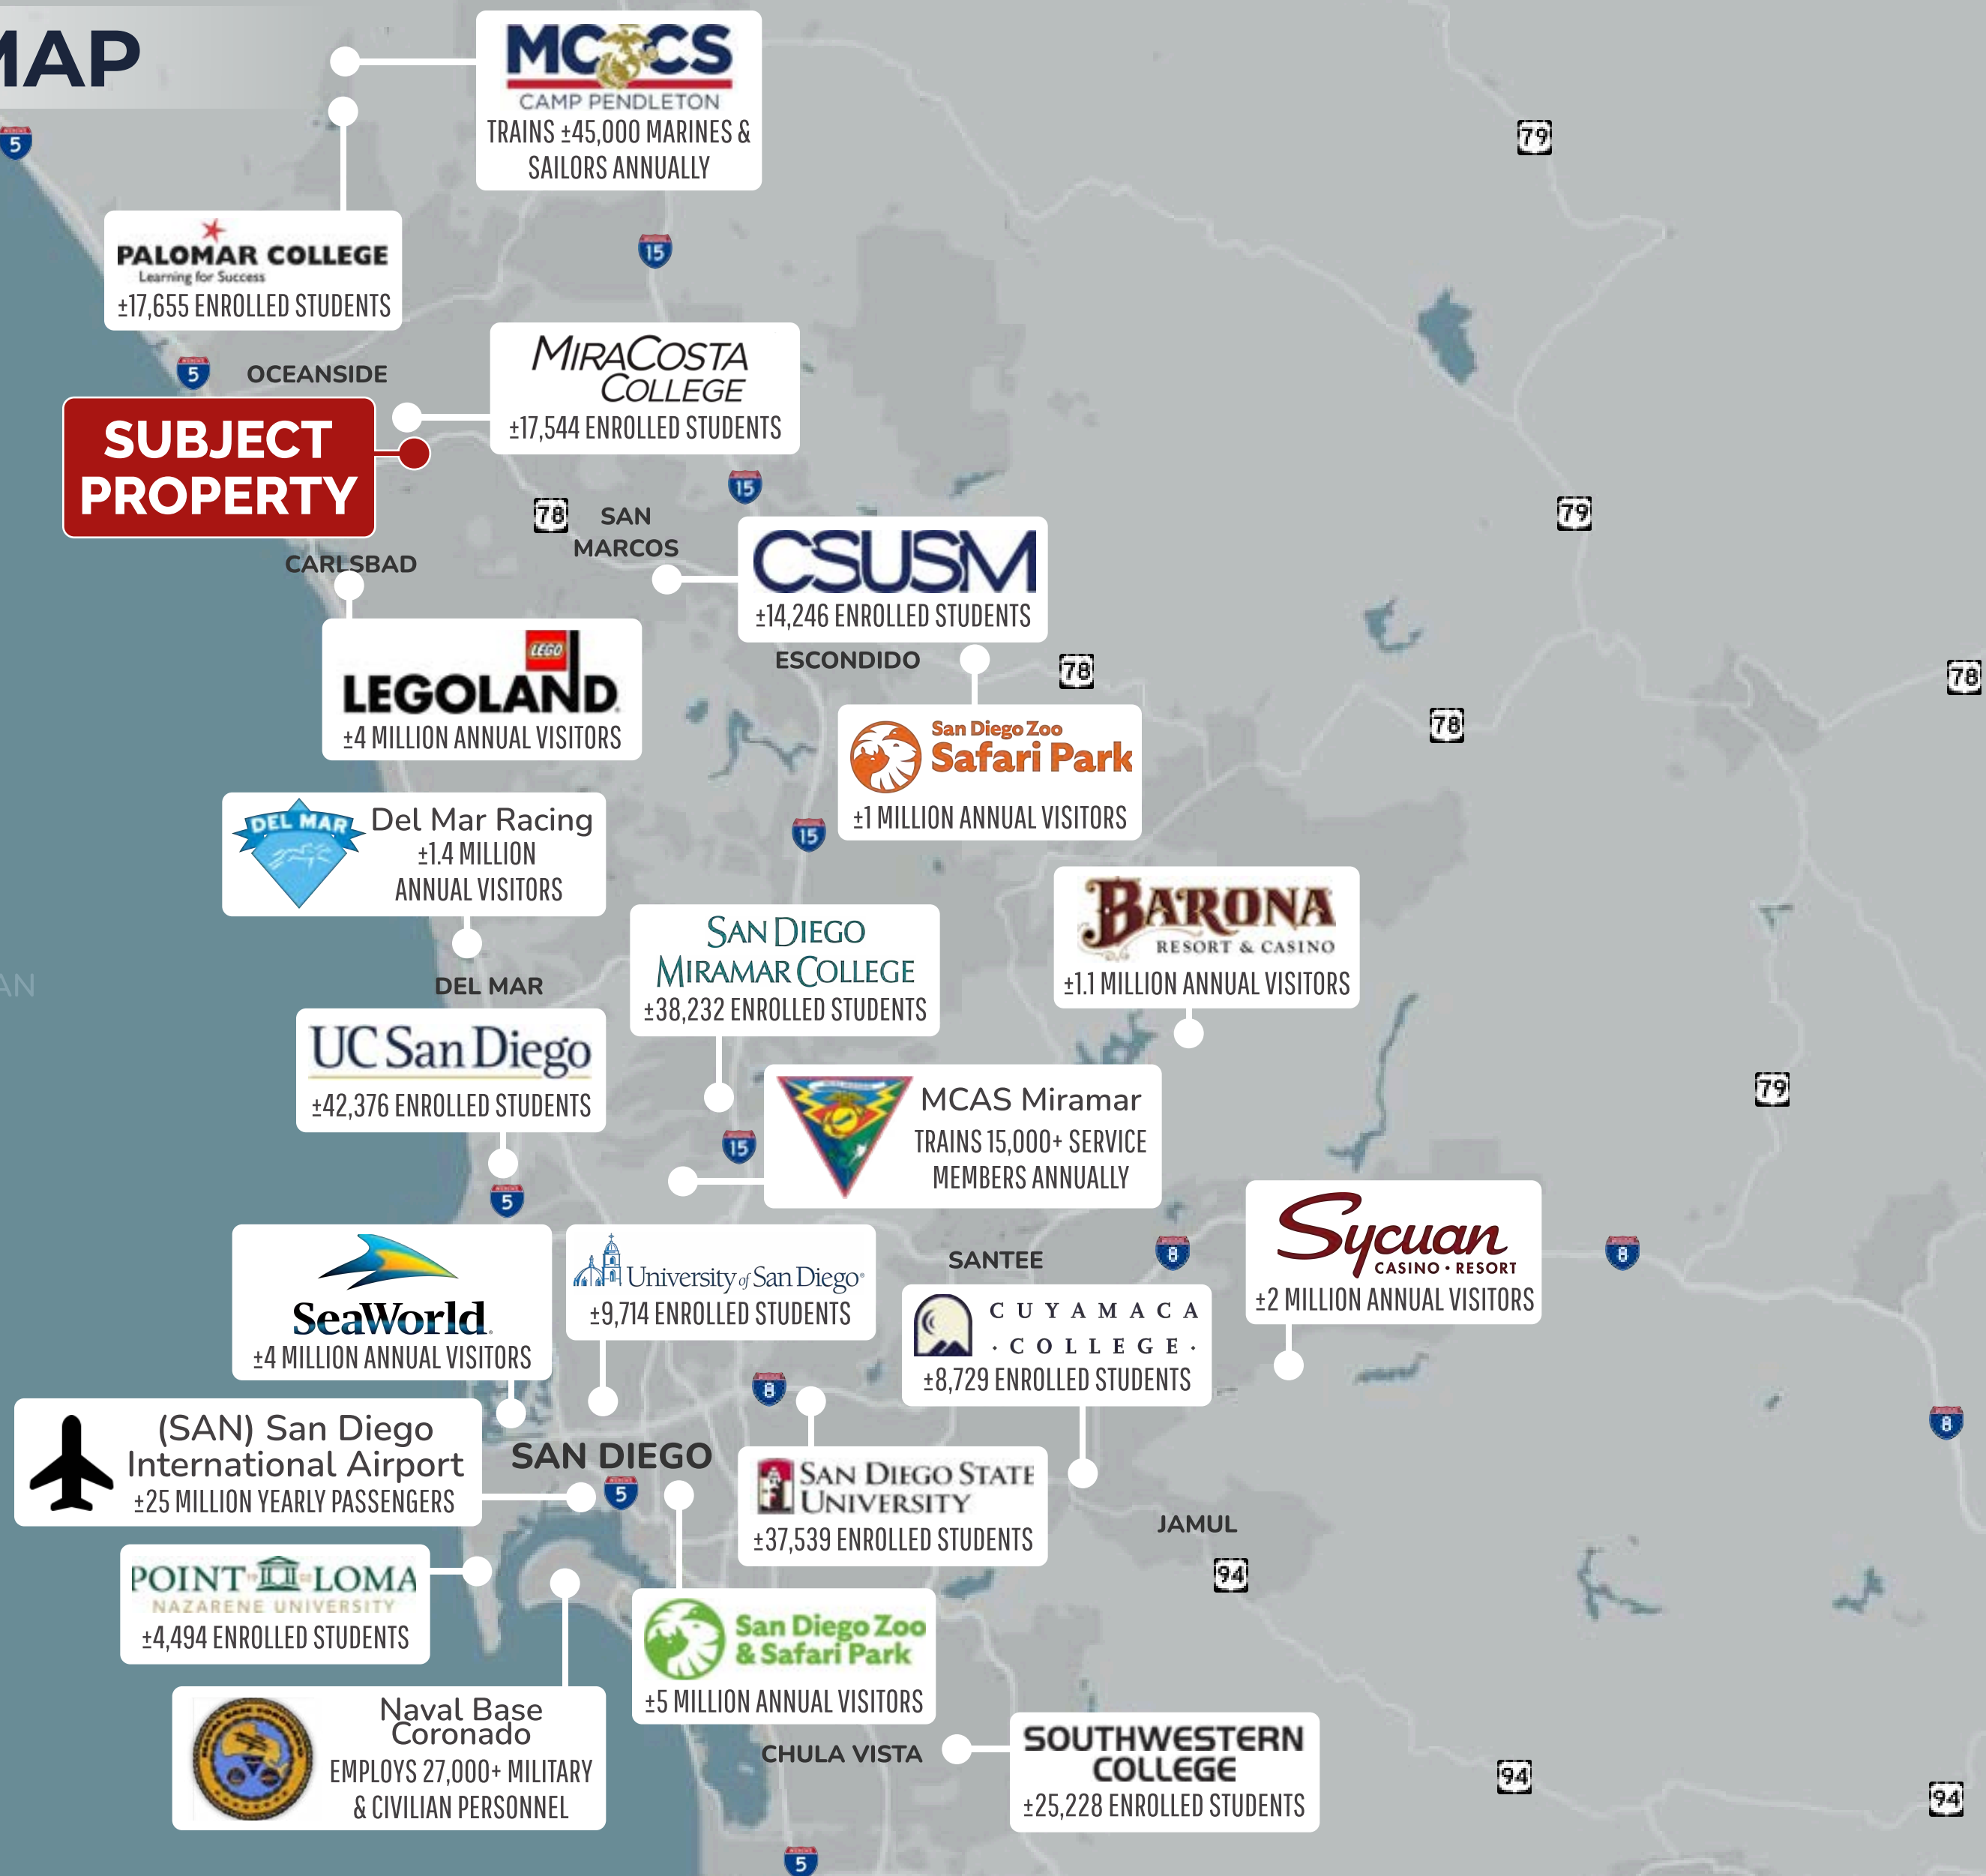 MAP
MCCS
CAMP PENDLETON
TRAINS ±45,000 MARINES &
SAILORS ANNUALLY
79
5
PALOMAR COLLEGE
Learning for Success
±17,655 ENROLLED STUDENTS
15
MIRACOSTA
COLLEGE
±17,544 ENROLLED STUDENTS
5
OCEANSIDE
SUBJECT
PROPERTY
15
78
SAN
MARCOS
79
CSUSM
±14,246 ENROLLED STUDENTS
CARLSBAD
LEGO
LEGOLAND
±4 MILLION ANNUAL VISITORS
ESCONDIDO
78
78
78
San Diego Zoo
Safari Park
±1 MILLION ANNUAL VISITORS
15
DEL MAR
Del Mar Racing
±1.4 MILLION
ANNUAL VISITORS
BARONA
RESORT & CASINO
±1.1 MILLION ANNUAL VISITORS
SAN DIEGO
MIRAMAR COLLEGE
±38,232 ENROLLED STUDENTS
AN
DEL MAR
UC San Diego
±42,376 ENROLLED STUDENTS
MCAS Miramar
TRAINS 15,000+ SERVICE
MEMBERS ANNUALLY
79
15
5
Sycuan
CASINO • RESORT
±2 MILLION ANNUAL VISITORS
SeaWorld
±4 MILLION ANNUAL VISITORS
University of San Diego
±9,714 ENROLLED STUDENTS
SANTEE
8
8
CUYAMACA
· COLLEGE ·
±8,729 ENROLLED STUDENTS
8
8
(SAN) San Diego
International Airport
±25 MILLION YEARLY PASSENGERS
SAN DIEGO
5
SAN DIEGO STATE
UNIVERSITY
±37,539 ENROLLED STUDENTS
JAMUL
94
POINT LOMA
NAZARENE UNIVERSITY
±4,494 ENROLLED STUDENTS
San Diego Zoo
& Safari Park
±5 MILLION ANNUAL VISITORS
Naval Base
Coronado
EMPLOYS 27,000+ MILITARY
& CIVILIAN PERSONNEL
CHULA VISTA
SOUTHWESTERN
COLLEGE
±25,228 ENROLLED STUDENTS
94
94
5